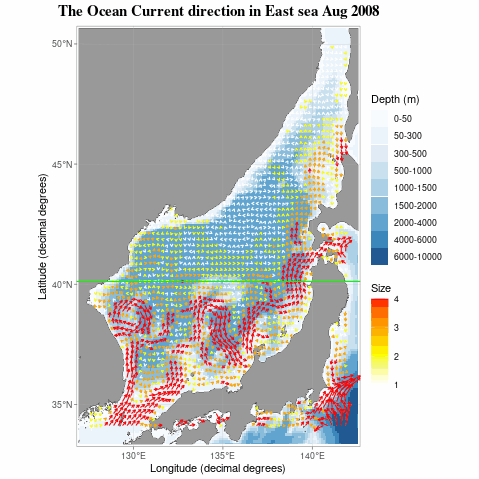 The Ocean Current direction in East sea Aug 2008
50°N
45°N
40°N
35°N
130°E
135°E
140°E
Latitude (decimal degrees)
Longitude (decimal degrees)
Depth (m)
0-50
50-300
300-500
500-1000
1000-1500
1500-2000
2000-4000
4000-6000
6000-10000
Size
4
3
2
1